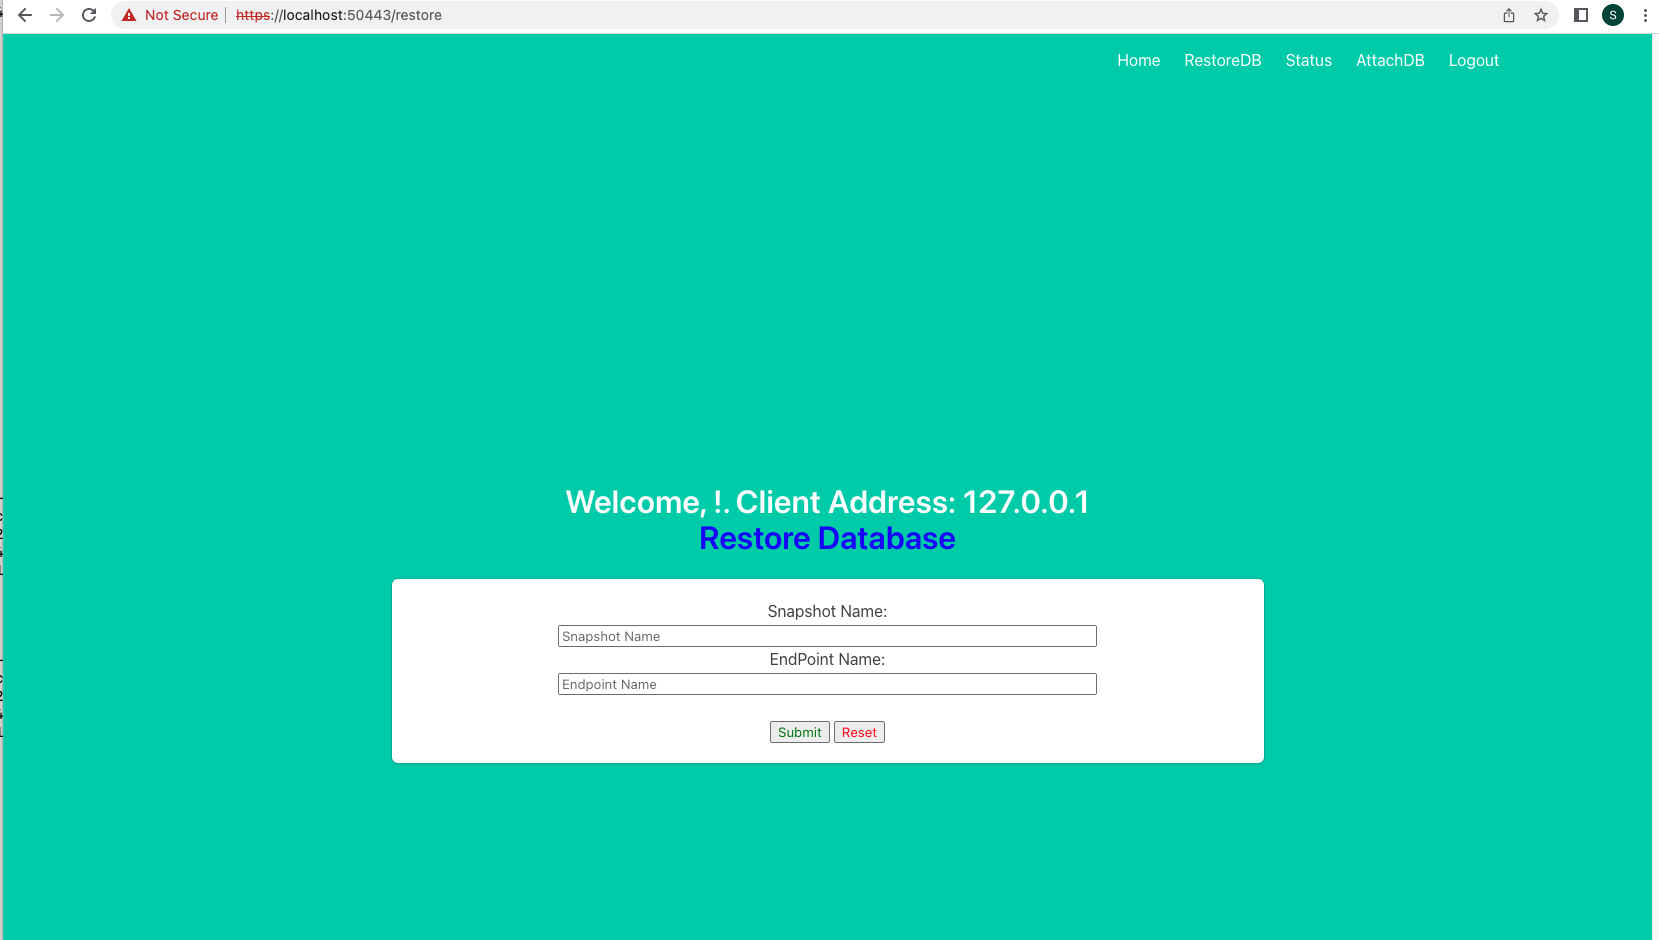 Not Secure https://localhost:50443/restore S
Home RestoreDB Status AttachDB Logout
Welcome, !. Client Address: 127.0.0.1
Restore Database
Snapshot Name:
Snapshot Name
EndPoint Name:
Endpoint Name
Submit Reset